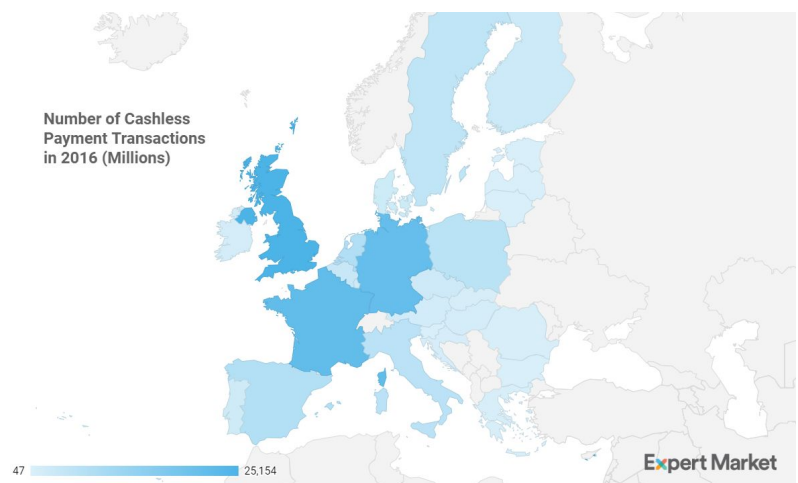 Number of Cashless
Payment Transactions
in 2016 (Millions)
47
25,154
Expert Market